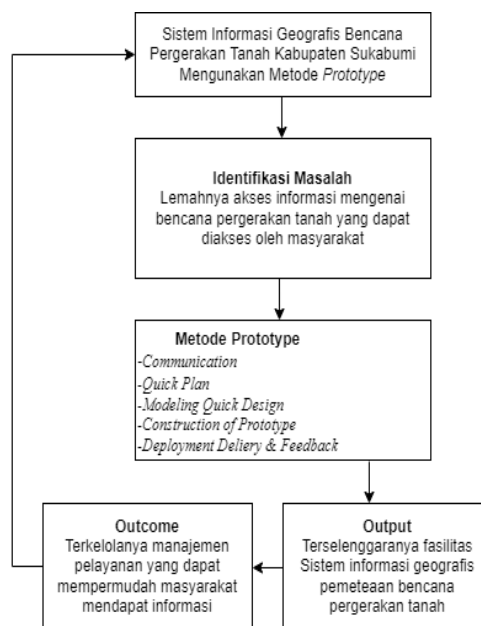 Sistem Informasi Geografis Bencana
Pergerakan Tanah Kabupaten Sukabumi
Mengunakan Metode Prototype
Identifikasi Masalah
Lemahnya akses informasi mengenai
bencana pergerakan tanah yang dapat
diakses oleh masyarakat
Metode Prototype
-Communication
-Quick Plan
-Modeling Quick Design
-Construction of Prototype
-Deployment Deliery & Feedback
Output
Terselenggaranya fasilitas
Sistem informasi geografis
pemeteaan bencana
pergerakan tanah
Outcome
Terkelolanya manajemen
pelayanan yang dapat
mempermudah masyarakat
mendapat informasi